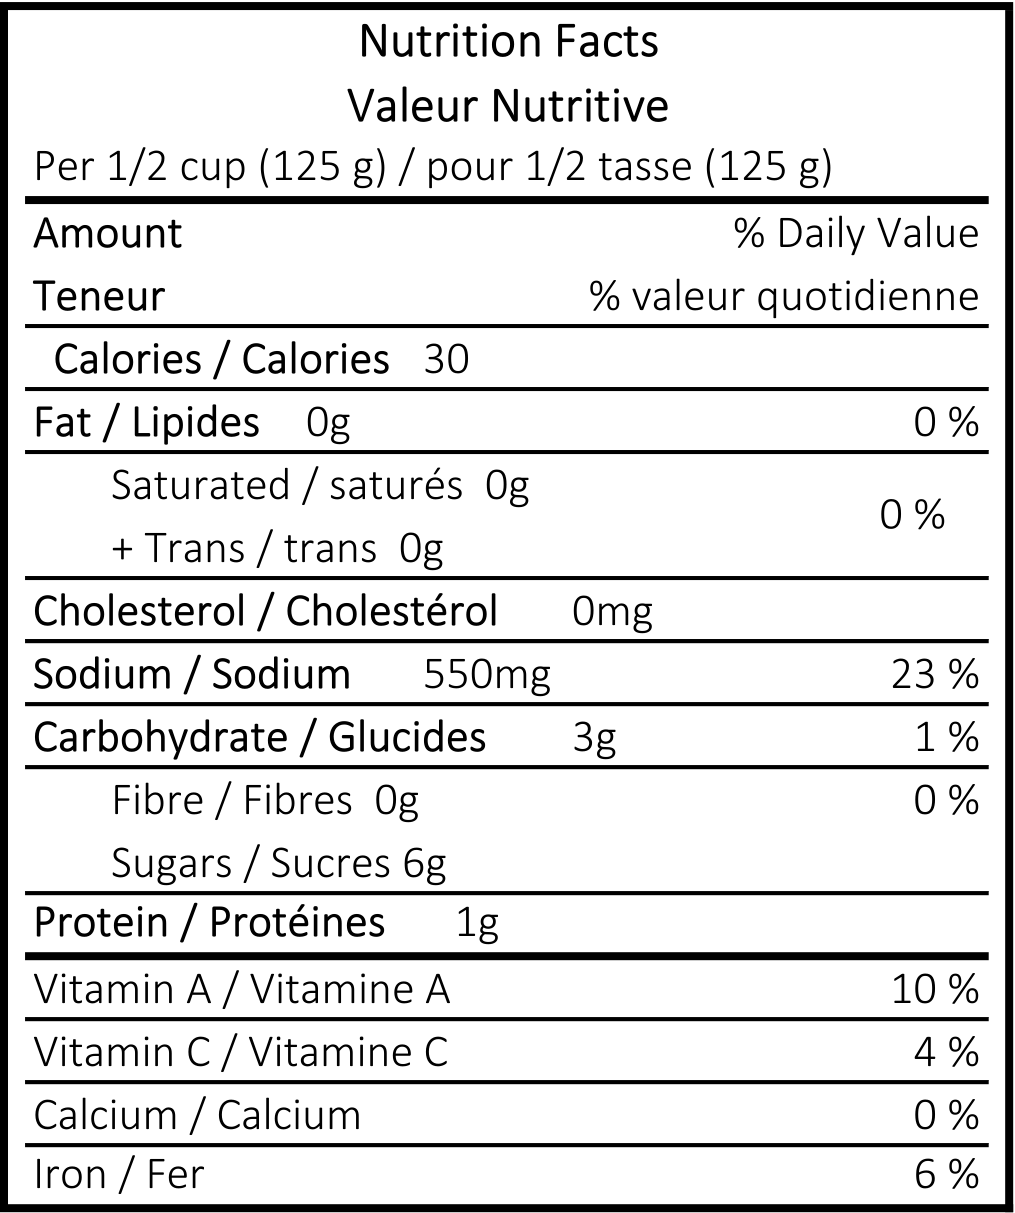 Nutrition Facts
Valeur Nutritive
Per 1/2 cup (125 g) / pour 1/2 tasse (125 g)
Amount % Daily Value
Teneur % valeur quotidienne
Calories / Calories 30
Fat / Lipides 0g 0 %
Saturated / saturés 0g
0 %
+ Trans / trans 0g
Cholesterol / Cholestérol 0mg
Sodium / Sodium 550mg 23 %
Carbohydrate / Glucides 3g 1 %
Fibre / Fibres 0g 0 %
Sugars / Sucres 6g
Protein / Protéines 1g
Vitamin A / Vitamine A 10 %
Vitamin C / Vitamine C 4 %
Calcium / Calcium 0 %
Iron / Fer 6 %